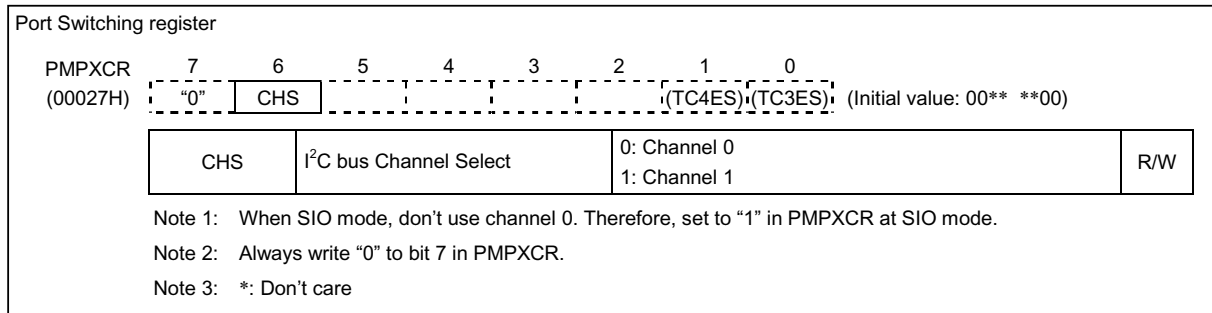 Port Switching register
PMPXCR 7 6 5 4 3 2 1 0
(00027H) “0” CHS (TC4ES) (TC3ES) (Initial value: 00** **00)
CHS I²C bus Channel Select 0: Channel 0 R/W
1: Channel 1
Note 1: When SIO mode, don’t use channel 0. Therefore, set to “1” in PMPXCR at SIO mode.
Note 2: Always write “0” to bit 7 in PMPXCR.
Note 3: *: Don’t care